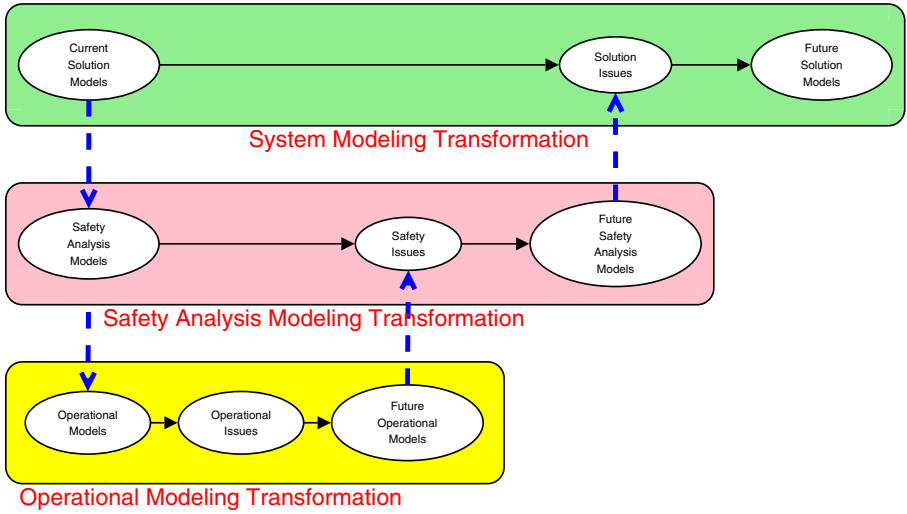 Current
Solution
Models
Solution
Issues
Future
Solution
Models
System Modeling Transformation
Safety
Analysis
Models
Safety
Issues
Future
Safety
Analysis
Models
Safety Analysis Modeling Transformation
Operational
Models
Operational
Issues
Future
Operational
Models
Operational Modeling Transformation